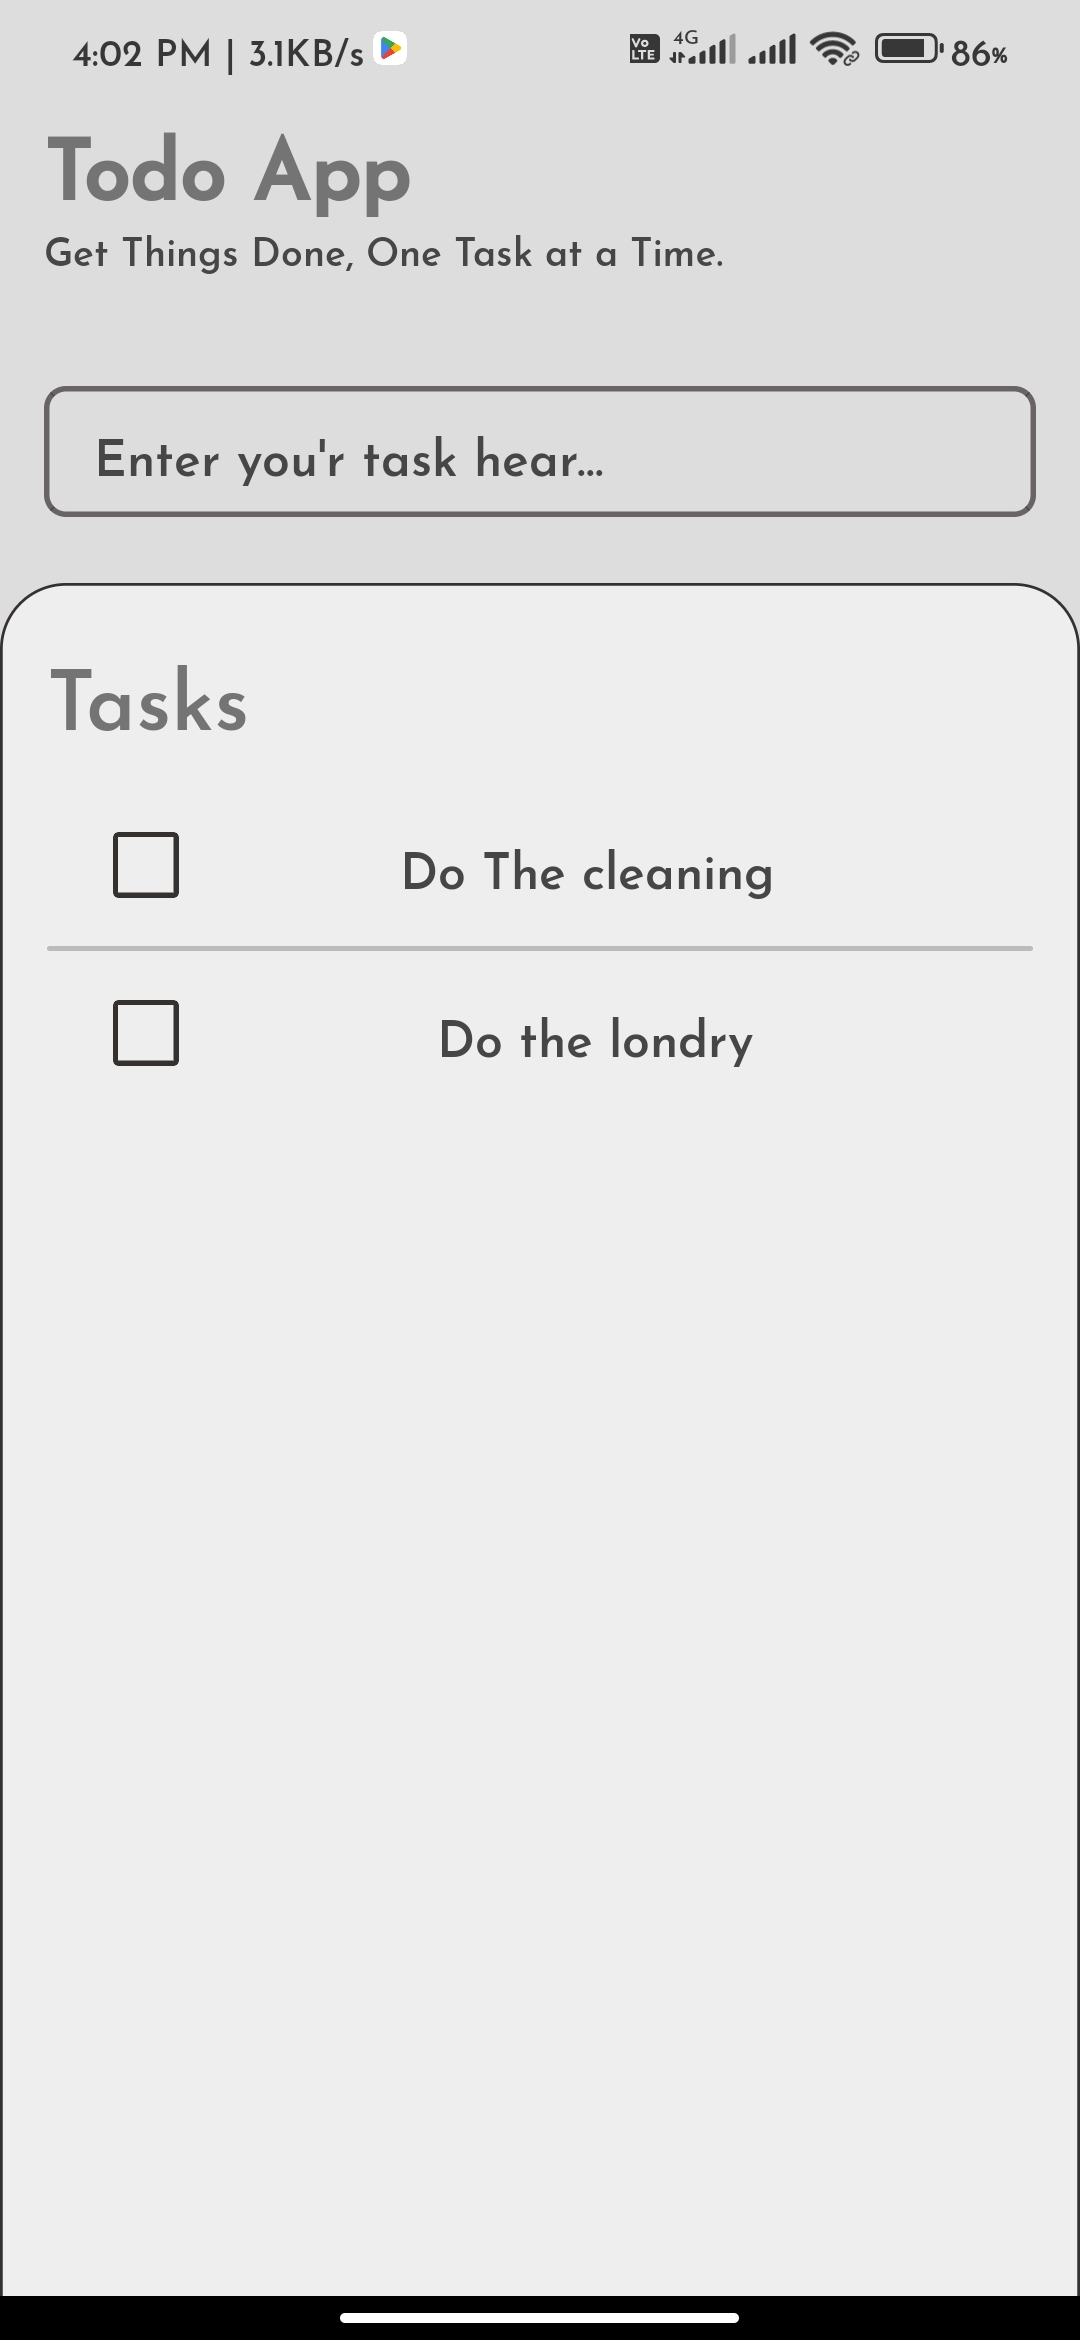 4:02 PM | 3.1KB/s Vo LTE 4G 86%
Todo App
Get Things Done, One Task at a Time.
Enter you'r task hear...
Tasks
Do The cleaning
Do the londry